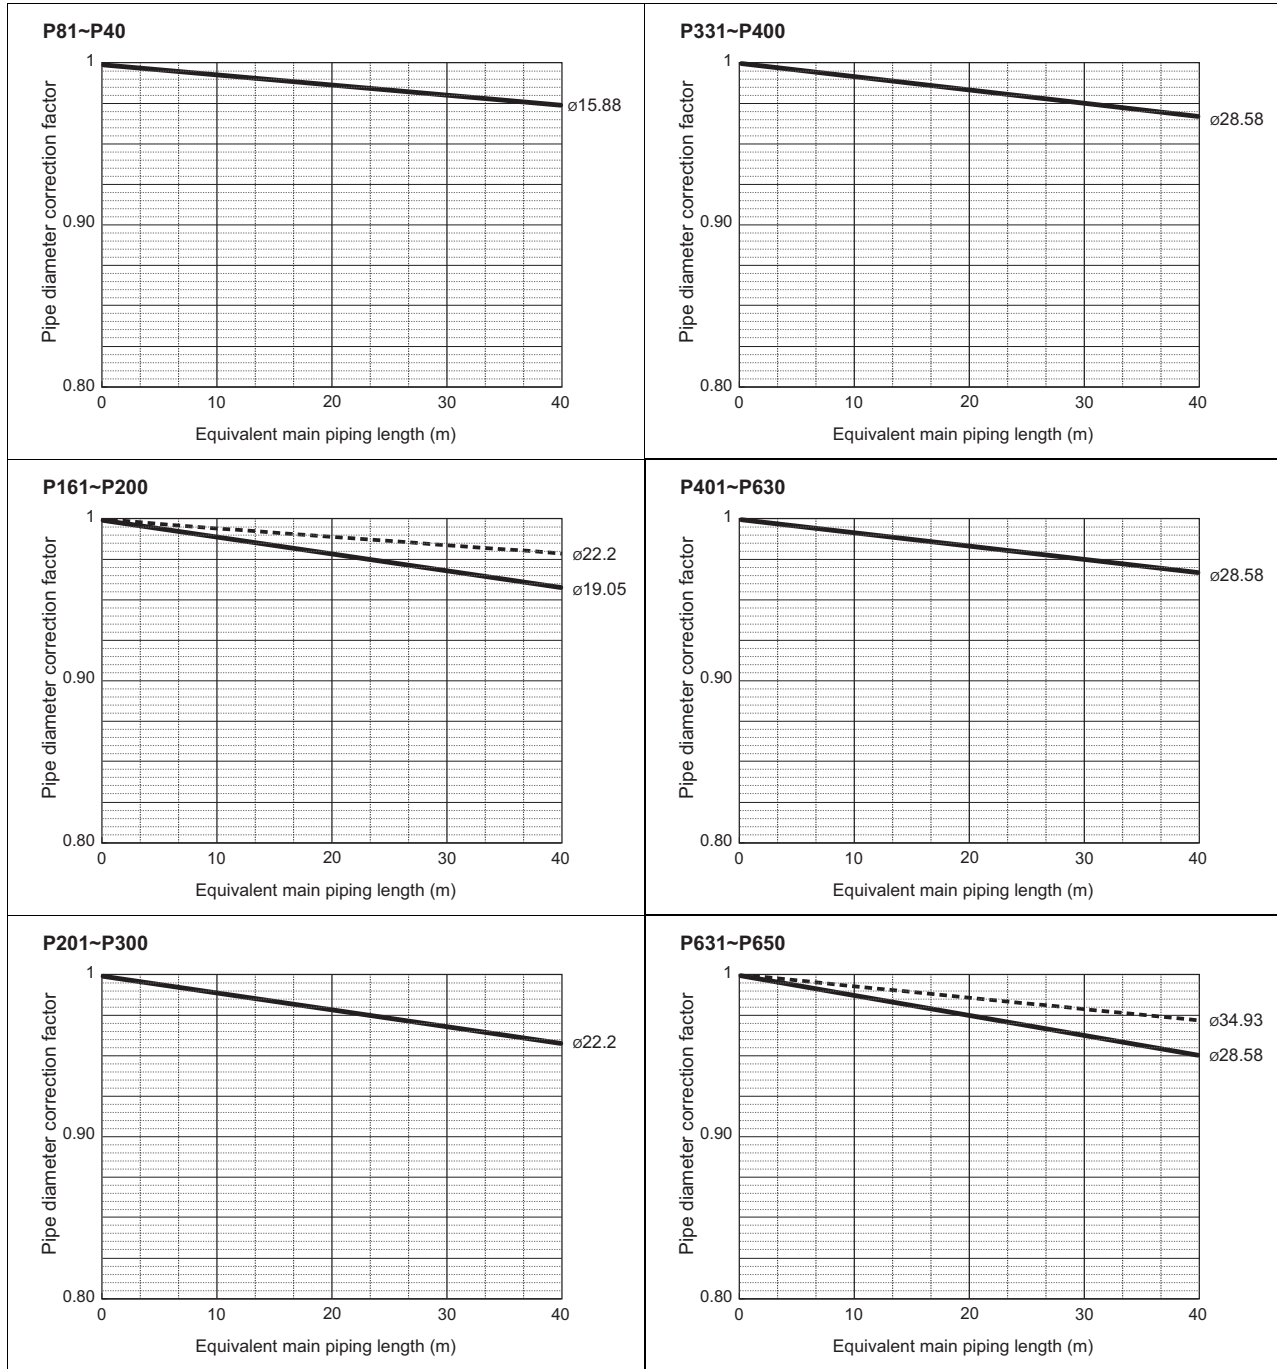 P81~P40
Pipe diameter correction factor
1
0.90
0.80
0
10
20
30
40
ø15.88
Equivalent main piping length (m)
P331~P400
Pipe diameter correction factor
1
0.90
0.80
0
10
20
30
40
ø28.58
Equivalent main piping length (m)
P161~P200
Pipe diameter correction factor
1
0.90
0.80
0
10
20
30
40
ø22.2
ø19.05
Equivalent main piping length (m)
P401~P630
Pipe diameter correction factor
1
0.90
0.80
0
10
20
30
40
ø28.58
Equivalent main piping length (m)
P201~P300
Pipe diameter correction factor
1
0.90
0.80
0
10
20
30
40
ø22.2
Equivalent main piping length (m)
P631~P650
Pipe diameter correction factor
1
0.90
0.80
0
10
20
30
40
ø34.93
ø28.58
Equivalent main piping length (m)